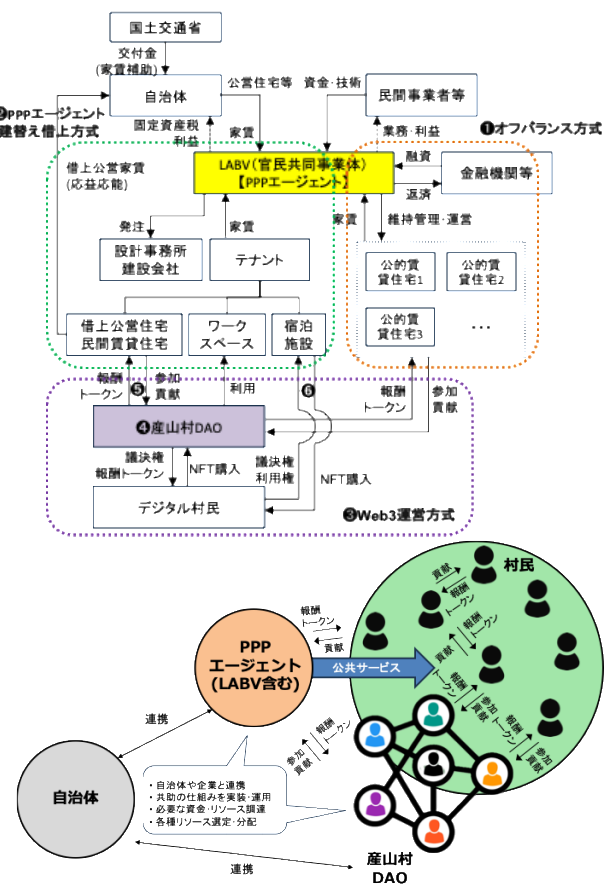 国土交通省
交付金
(家賃補助)
自治体
公営住宅等
資金・技術
民間事業者等
❷PPPエージェント
建替え借上方式
固定資産税
利益
家賃
業務・利益
❶オフバランス方式
借上公営家賃
(応益応能)
LABV(官民共同事業体)
【PPPエージェント】
融資
返済
金融機関等
発注
家賃
家賃
維持管理・運営
設計事務所
建設会社
テナント
公的賃
貸住宅1
公的賃
貸住宅2
公的賃
貸住宅3
・・・
借上公営住宅
民間賃貸住宅
ワーク
スペース
宿泊
施設
報酬
トークン
❺
参加
貢献
利用
❻
報酬
トークン
参加
貢献
❹産山村DAO
議決権
報酬トークン
NFT購入
議決権
利用権
NFT購入
デジタル村民
❸Web3運営方式
村民
貢献
報酬
トークン
報酬
トークン
貢献
報酬
トークン
貢献
PPP
エージェント
(LABV含む)
公共サービス
報酬
トークン
参加
貢献
報酬
トークン
参加
貢献
報酬
トークン
連携
自治体
・自治体や企業と連携
・共助の仕組みを実装・運用
・必要な資金・リソース調達
・各種リソース選定・分配
連携
産山村
DAO